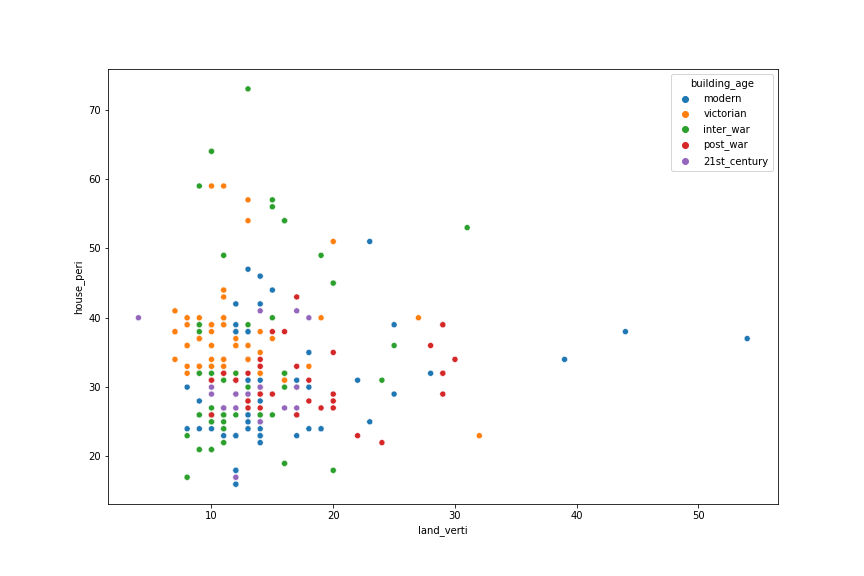 building_age
modern
victorian
inter_war
post_war
21st_century
70
60
50
40
30
20
house_peri
10 20 30 40 50
land_verti